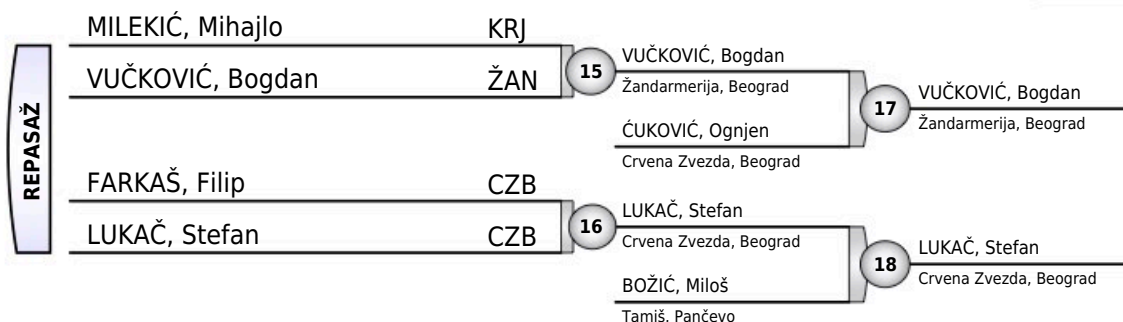 REPASAŽ
MILEKIĆ, Mihajlo KRJ
VUČKOVIĆ, Bogdan ŽAN
15
VUČKOVIĆ, Bogdan
Žandarmerija, Beograd
ĆUKOVIĆ, Ognjen
Crvena Zvezda, Beograd
17
VUČKOVIĆ, Bogdan
Žandarmerija, Beograd
FARKAŠ, Filip CZB
LUKAČ, Stefan CZB
16
LUKAČ, Stefan
Crvena Zvezda, Beograd
BOŽIĆ, Miloš
Tamiš, Pančevo
18
LUKAČ, Stefan
Crvena Zvezda, Beograd